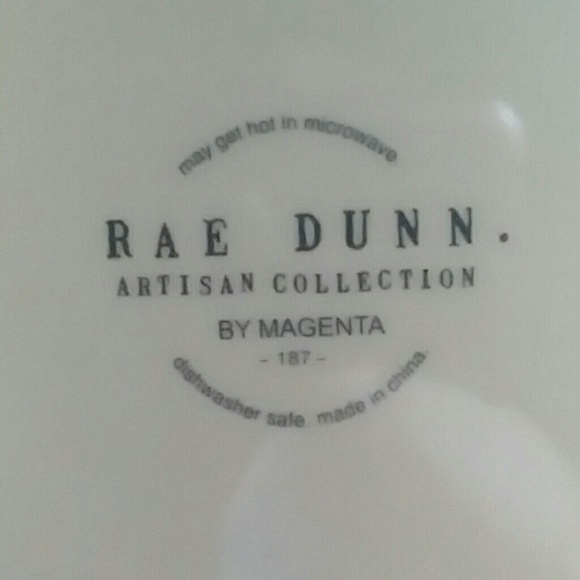 may get hot in microwave
RAE DUNN.
ARTISAN COLLECTION
BY MAGENTA
- 187 -
dishwasher safe. made in china.